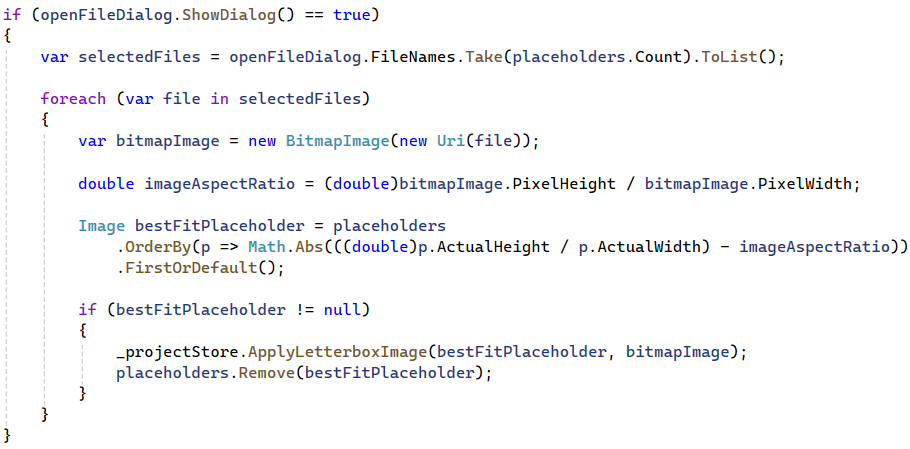 if (openFileDialog.ShowDialog() == true)
{
    var selectedFiles = openFileDialog.FileNames.Take(placeholders.Count).ToList();

    foreach (var file in selectedFiles)
    {
        var bitmapImage = new BitmapImage(new Uri(file));

        double imageAspectRatio = (double)bitmapImage.PixelHeight / bitmapImage.PixelWidth;

        Image bestFitPlaceholder = placeholders
            .OrderBy(p => Math.Abs(((double)p.ActualHeight / p.ActualWidth) - imageAspectRatio))
            .FirstOrDefault();

        if (bestFitPlaceholder != null)
        {
            _projectStore.ApplyLetterboxImage(bestFitPlaceholder, bitmapImage);
            placeholders.Remove(bestFitPlaceholder);
        }
    }
}